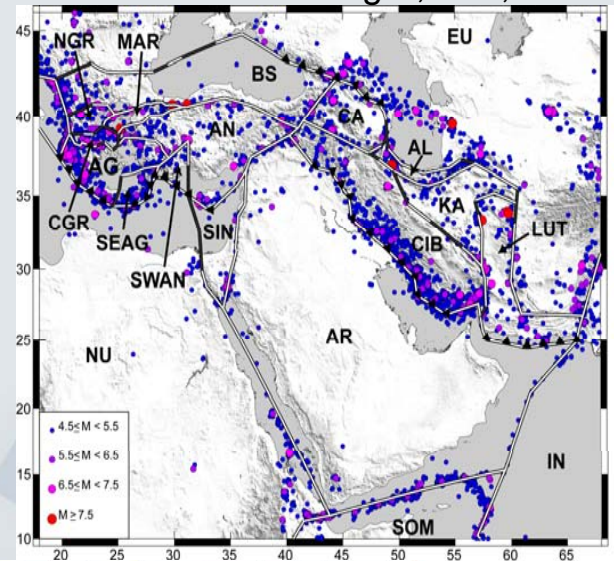 45
NGR MAR
EU
BS
40
CA
AN
AL
AG
35
KA
CGR
SIN
CIB
LUT
SEAG
30
SWAN
AR
25
NU
20
4.5≤M < 5.5
5.5≤M < 6.5
IN
15
6.5≤M < 7.5
M ≥ 7.5
SOM
10
20 25 30 35 40 45 50 55 60 65